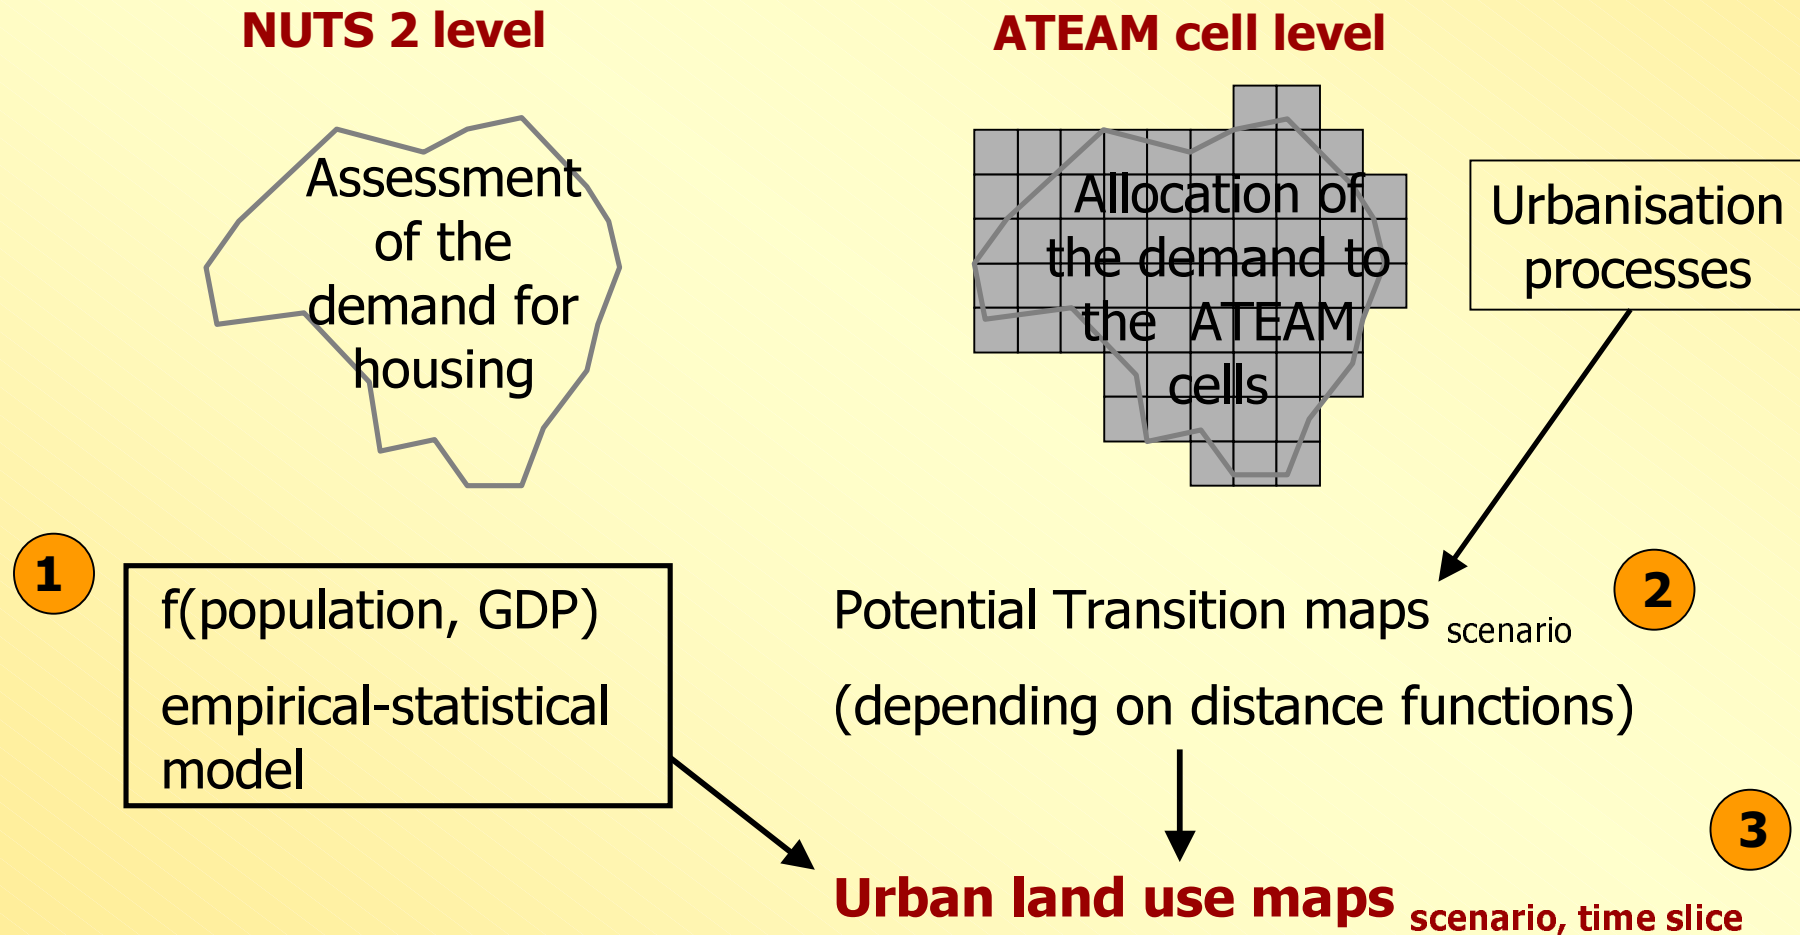 NUTS 2 level
ATEAM cell level
Assessment
of the
demand for
housing
Allocation of
the demand to
the ATEAM
cells
Urbanisation
processes
1
f(population, GDP)
empirical-statistical
model
Potential Transition maps scenario
2
(depending on distance functions)
3
Urban land use maps scenario, time slice